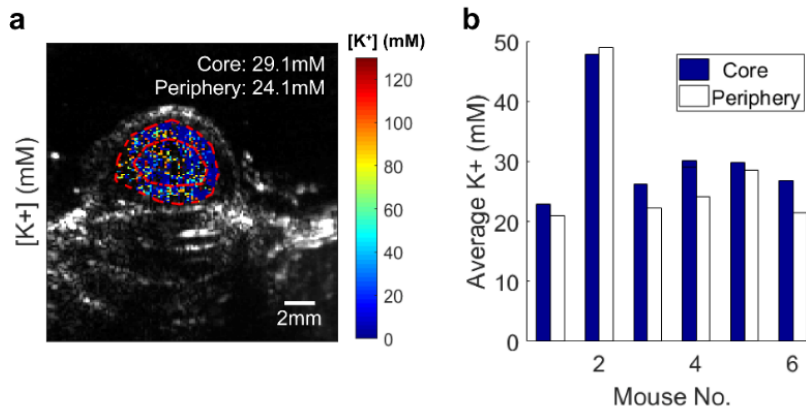 a
[K⁺] (mM)
Core: 29.1mM
Periphery: 24.1mM
[K+] (mM)
120
100
80
60
40
20
0
2mm
b
Core
Periphery
Average K+ (mM)
50
40
30
20
10
0
2
4
6
Mouse No.